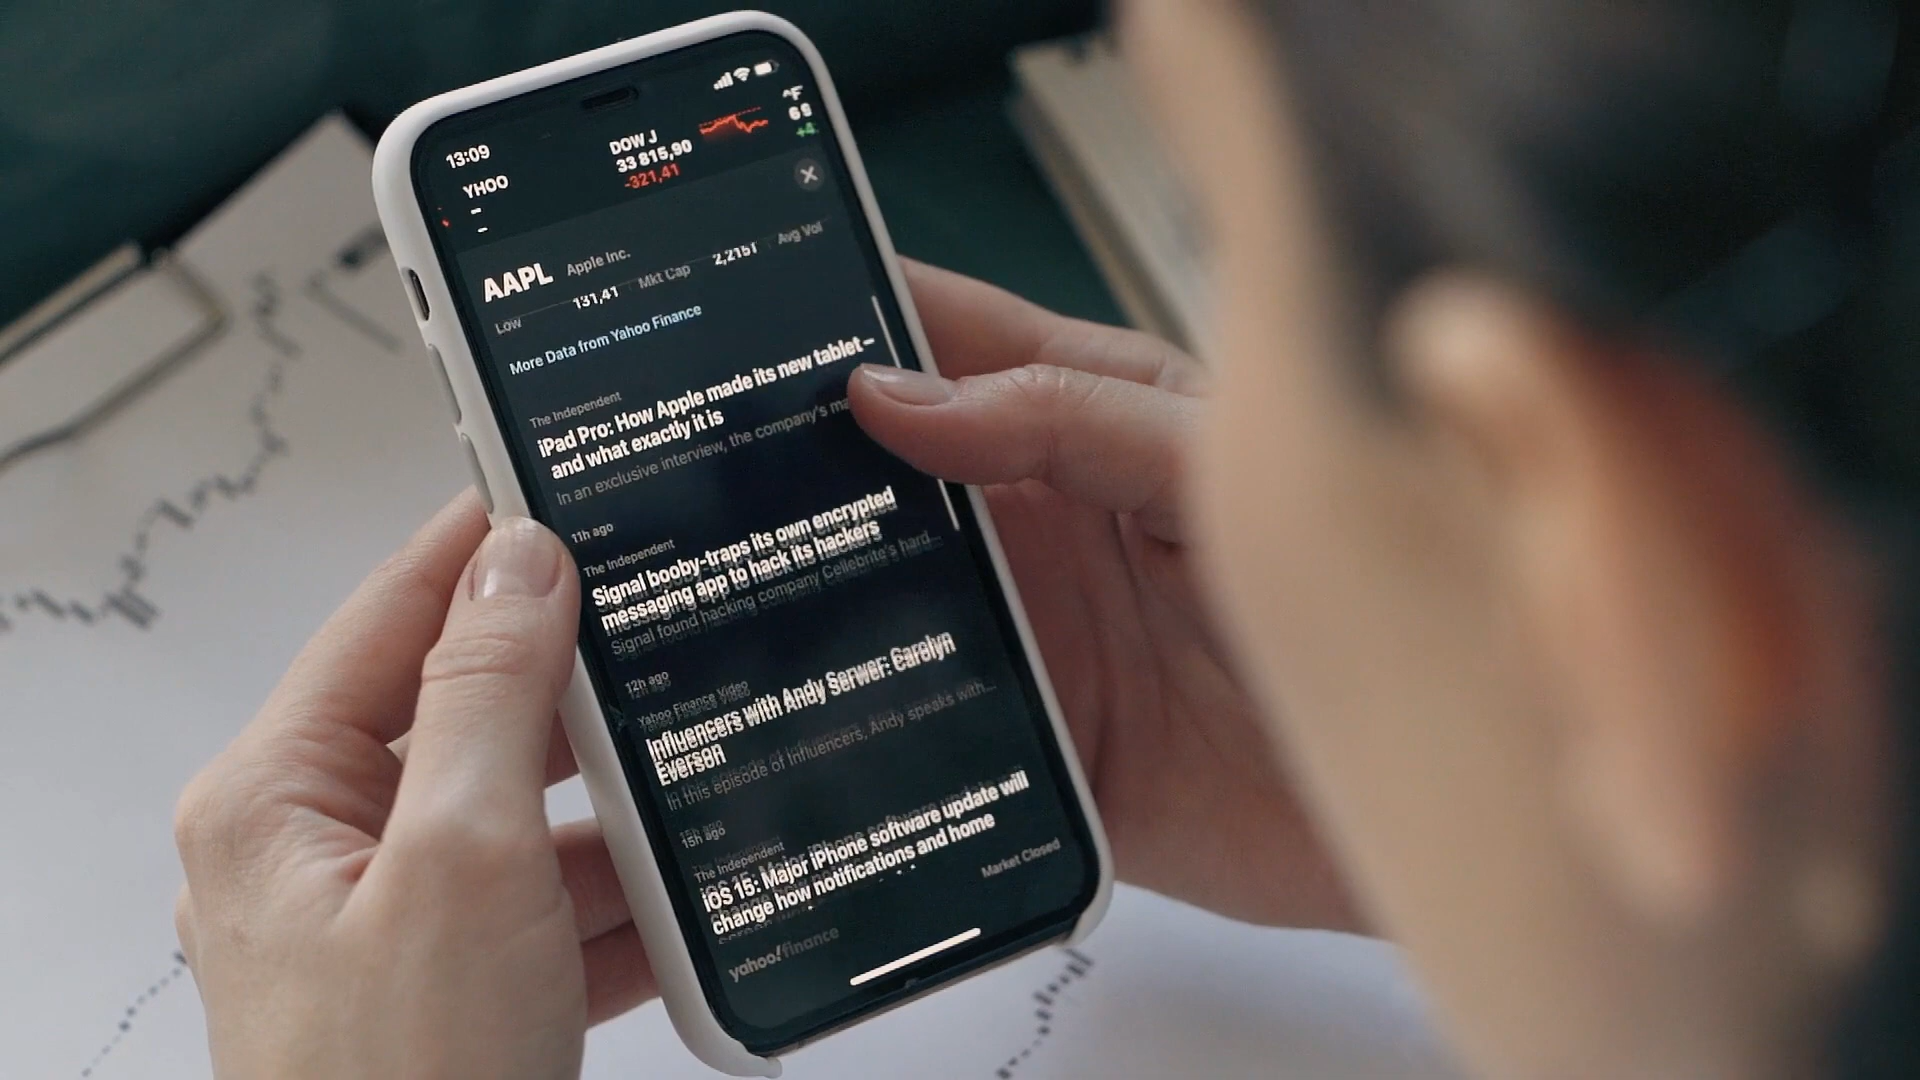 13:09
YHOO
-
-
DOW J
33 815,90
-321,41
^F
+4
AAPL Apple Inc.
Low 131,41 Mkt Cap 2,215T Avg Vol
More Data from Yahoo Finance
The Independent
iPad Pro: How Apple made its new tablet –
and what exactly it is
In an exclusive interview, the company's
11h ago
The Independent
Signal booby-traps its own encrypted
messaging app to hack its hackers
Signal found hacking company Cellebrite's hard...
12h ago
Yahoo Finance Video
Influencers with Andy Serwer: Carolyn
Everson
In this episode of Influencers, Andy speaks with...
15h ago
The Independent
iOS 15: Major iPhone software update will
change how notifications and home
yahoo!finance
Market Closed